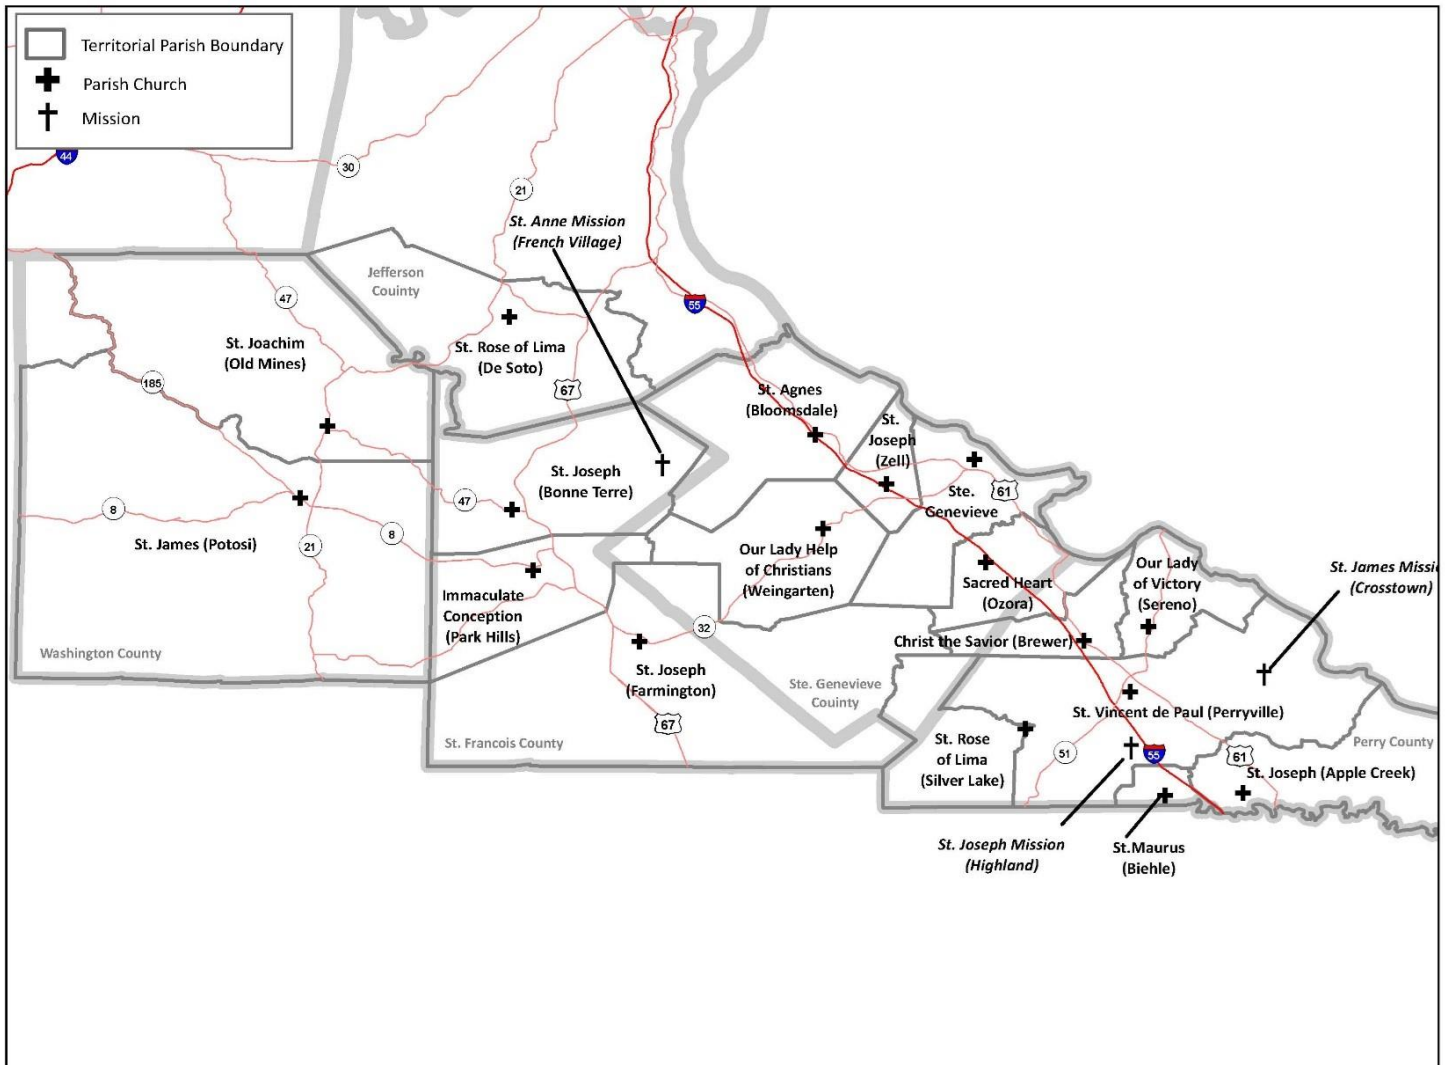 Territorial Parish Boundary
Parish Church
Mission
44
30
21
St. Anne Mission
(French Village)
Jefferson
Couinty
47
55
St. Joachim
(Old Mines)
St. Rose of Lima
(De Soto)
185
67
St. Agnes
(Bloomsdale)
St.
Joseph
(Zell)
St. Joseph
(Bonne Terre)
47
61
Ste.
Genevieve
8
8
St. James (Potosi)
21
Our Lady Help
of Christians
(Weingarten)
Sacred Heart
(Ozora)
Our Lady
of Victory
(Sereno)
St. James Missi
(Crosstown)
Immaculate
Conception
(Park Hills)
32
Christ the Savior (Brewer)
Washington County
St. Joseph
(Farmington)
Ste. Genevieve
Couinty
67
St. Francois County
St. Vincent de Paul (Perryville)
St. Rose
of Lima
(Silver Lake)
51
55
61
Perry County
St. Joseph (Apple Creek)
St. Joseph Mission
(Highland)
St.Maurus
(Biehle)